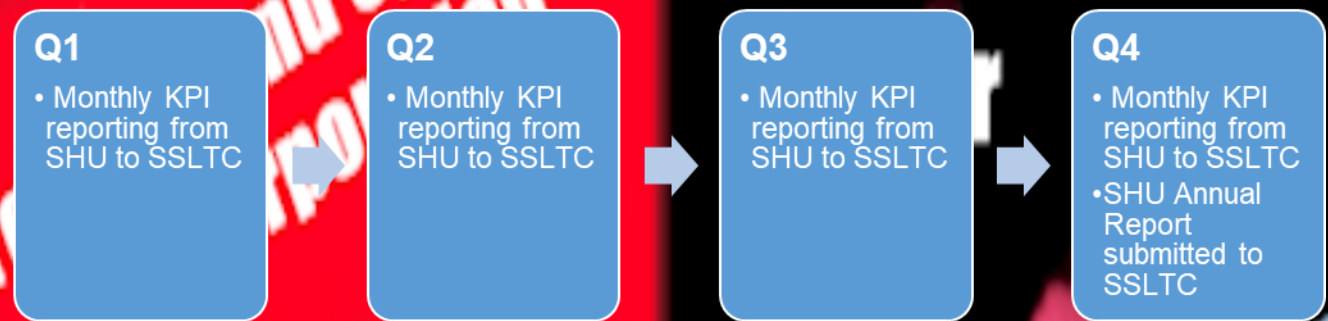 Q1
• Monthly KPI
reporting from
SHU to SSLTC
Q2
• Monthly KPI
reporting from
SHU to SSLTC
Q3
• Monthly KPI
reporting from
SHU to SSLTC
Q4
• Monthly KPI
reporting from
SHU to SSLTC
•SHU Annual
Report
submitted to
SSLTC